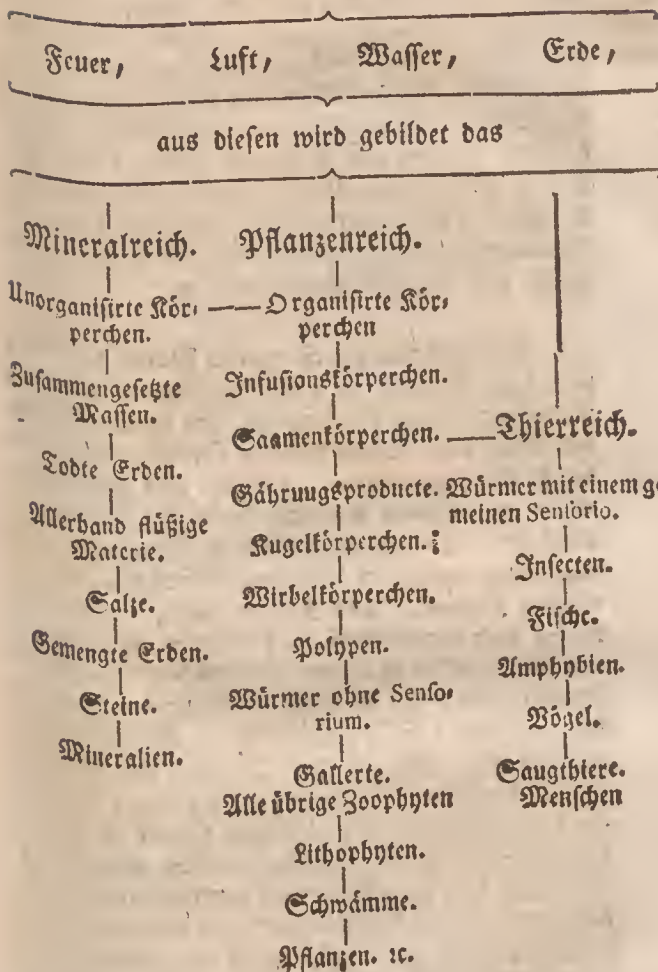 Feuer, Luft, Wasser, Erde,
aus diesen wird gebildet das
Mineralreich.
Unorganisirte Kör-
perchen.
Zusammengesetzte
Massen.
Todte Erden.
Allerhand flüßige
Materie.
Salze.
Gemengte Erden.
Steine.
Mineralien.
Pflanzenreich.
Organisirte Kör-
perchen
Infusionskörperchen.
Saamenkörperchen.
Gähruugsproducte.
Kugelkörperchen.
Wirbelkörperchen.
Polypen.
Würmer ohne Senso-
rium.
Gallerte.
Alle übrige Zoophyten
Lithophyten.
Schwämme.
Pflanzen. ꝛc.
Thierreich.
Würmer mit einem ge
meinen Sensorio.
Insecten.
Fische.
Amphybien.
Vögel.
Saugthiere.
Menschen